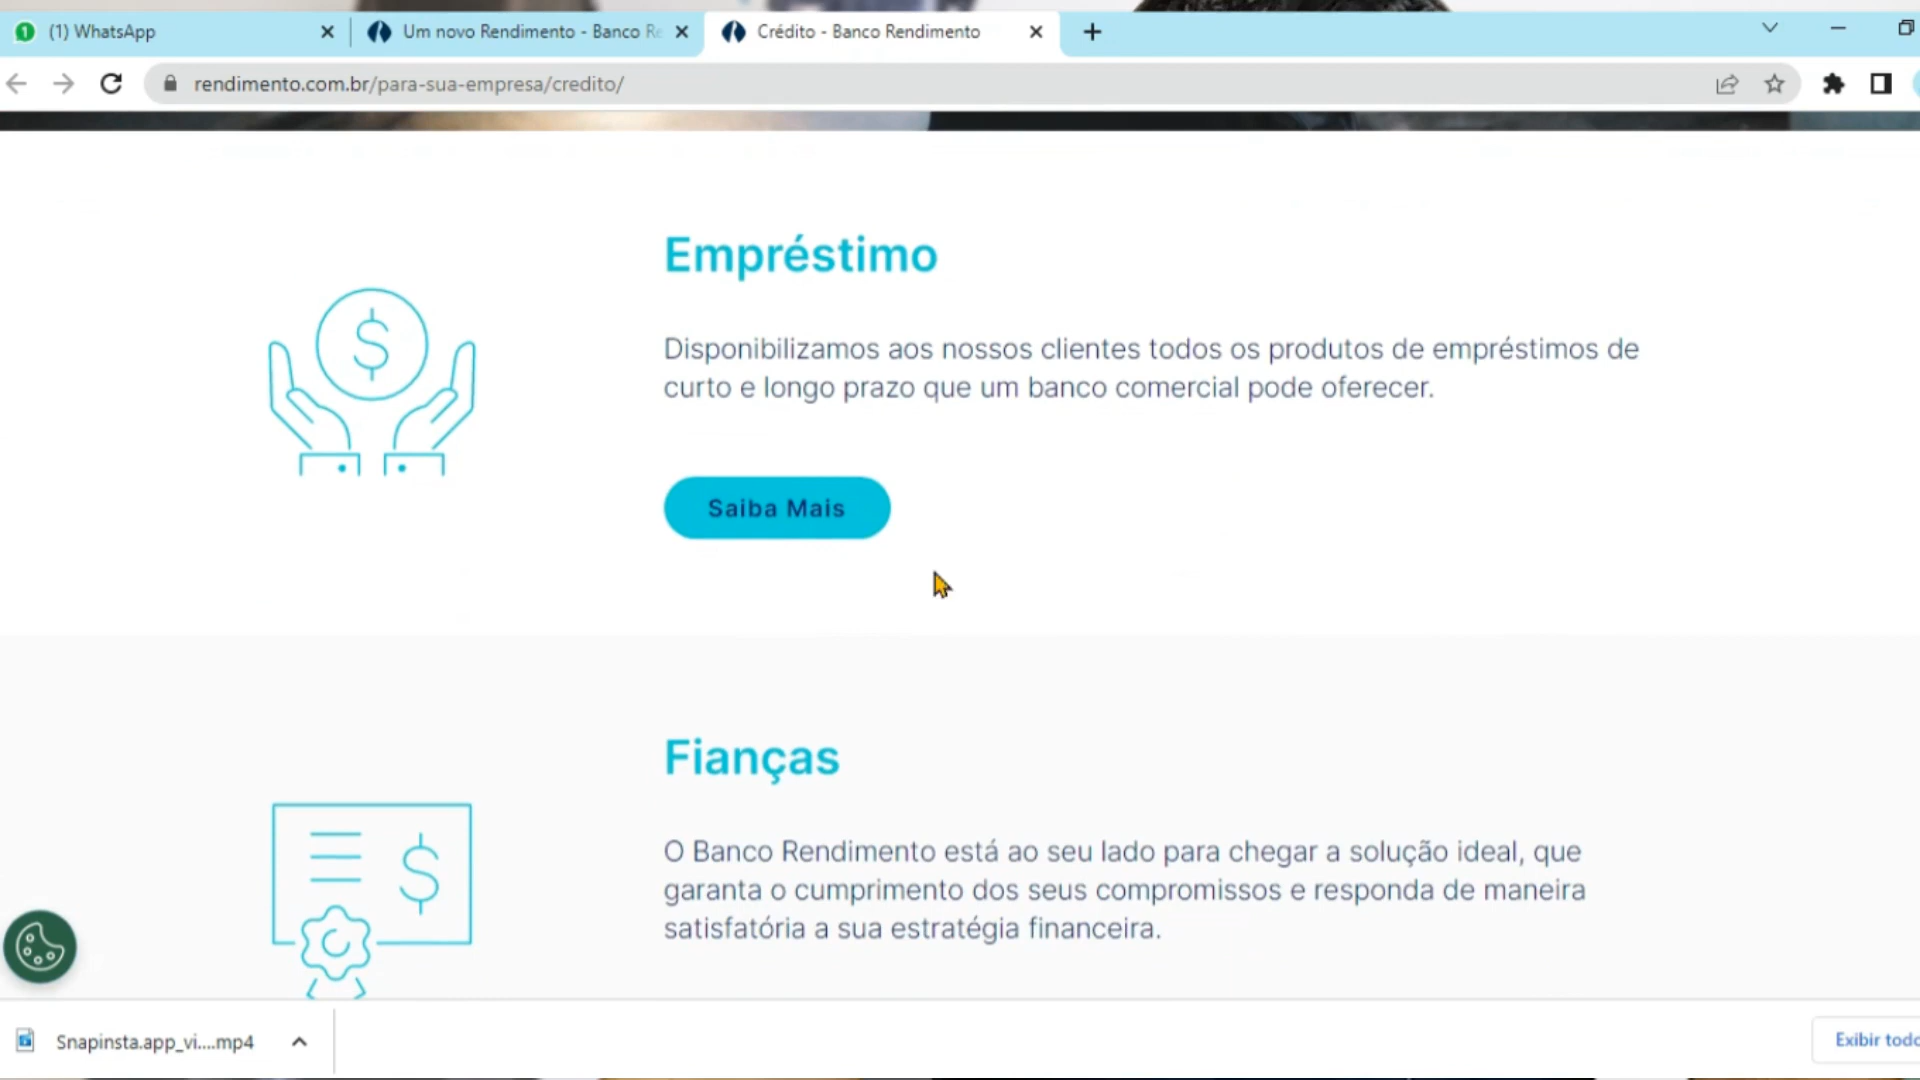 1 (1) WhatsApp
Um novo Rendimento - Banco Re
Crédito - Banco Rendimento
rendimento.com.br/para-sua-empresa/credito/
Empréstimo
$
Disponibilizamos aos nossos clientes todos os produtos de empréstimos de
curto e longo prazo que um banco comercial pode oferecer.
Saiba Mais
Fianças
$
O Banco Rendimento está ao seu lado para chegar a solução ideal, que
garanta o cumprimento dos seus compromissos e responda de maneira
satisfatória a sua estratégia financeira.
Snapinsta.app_vi....mp4
Exibir todo